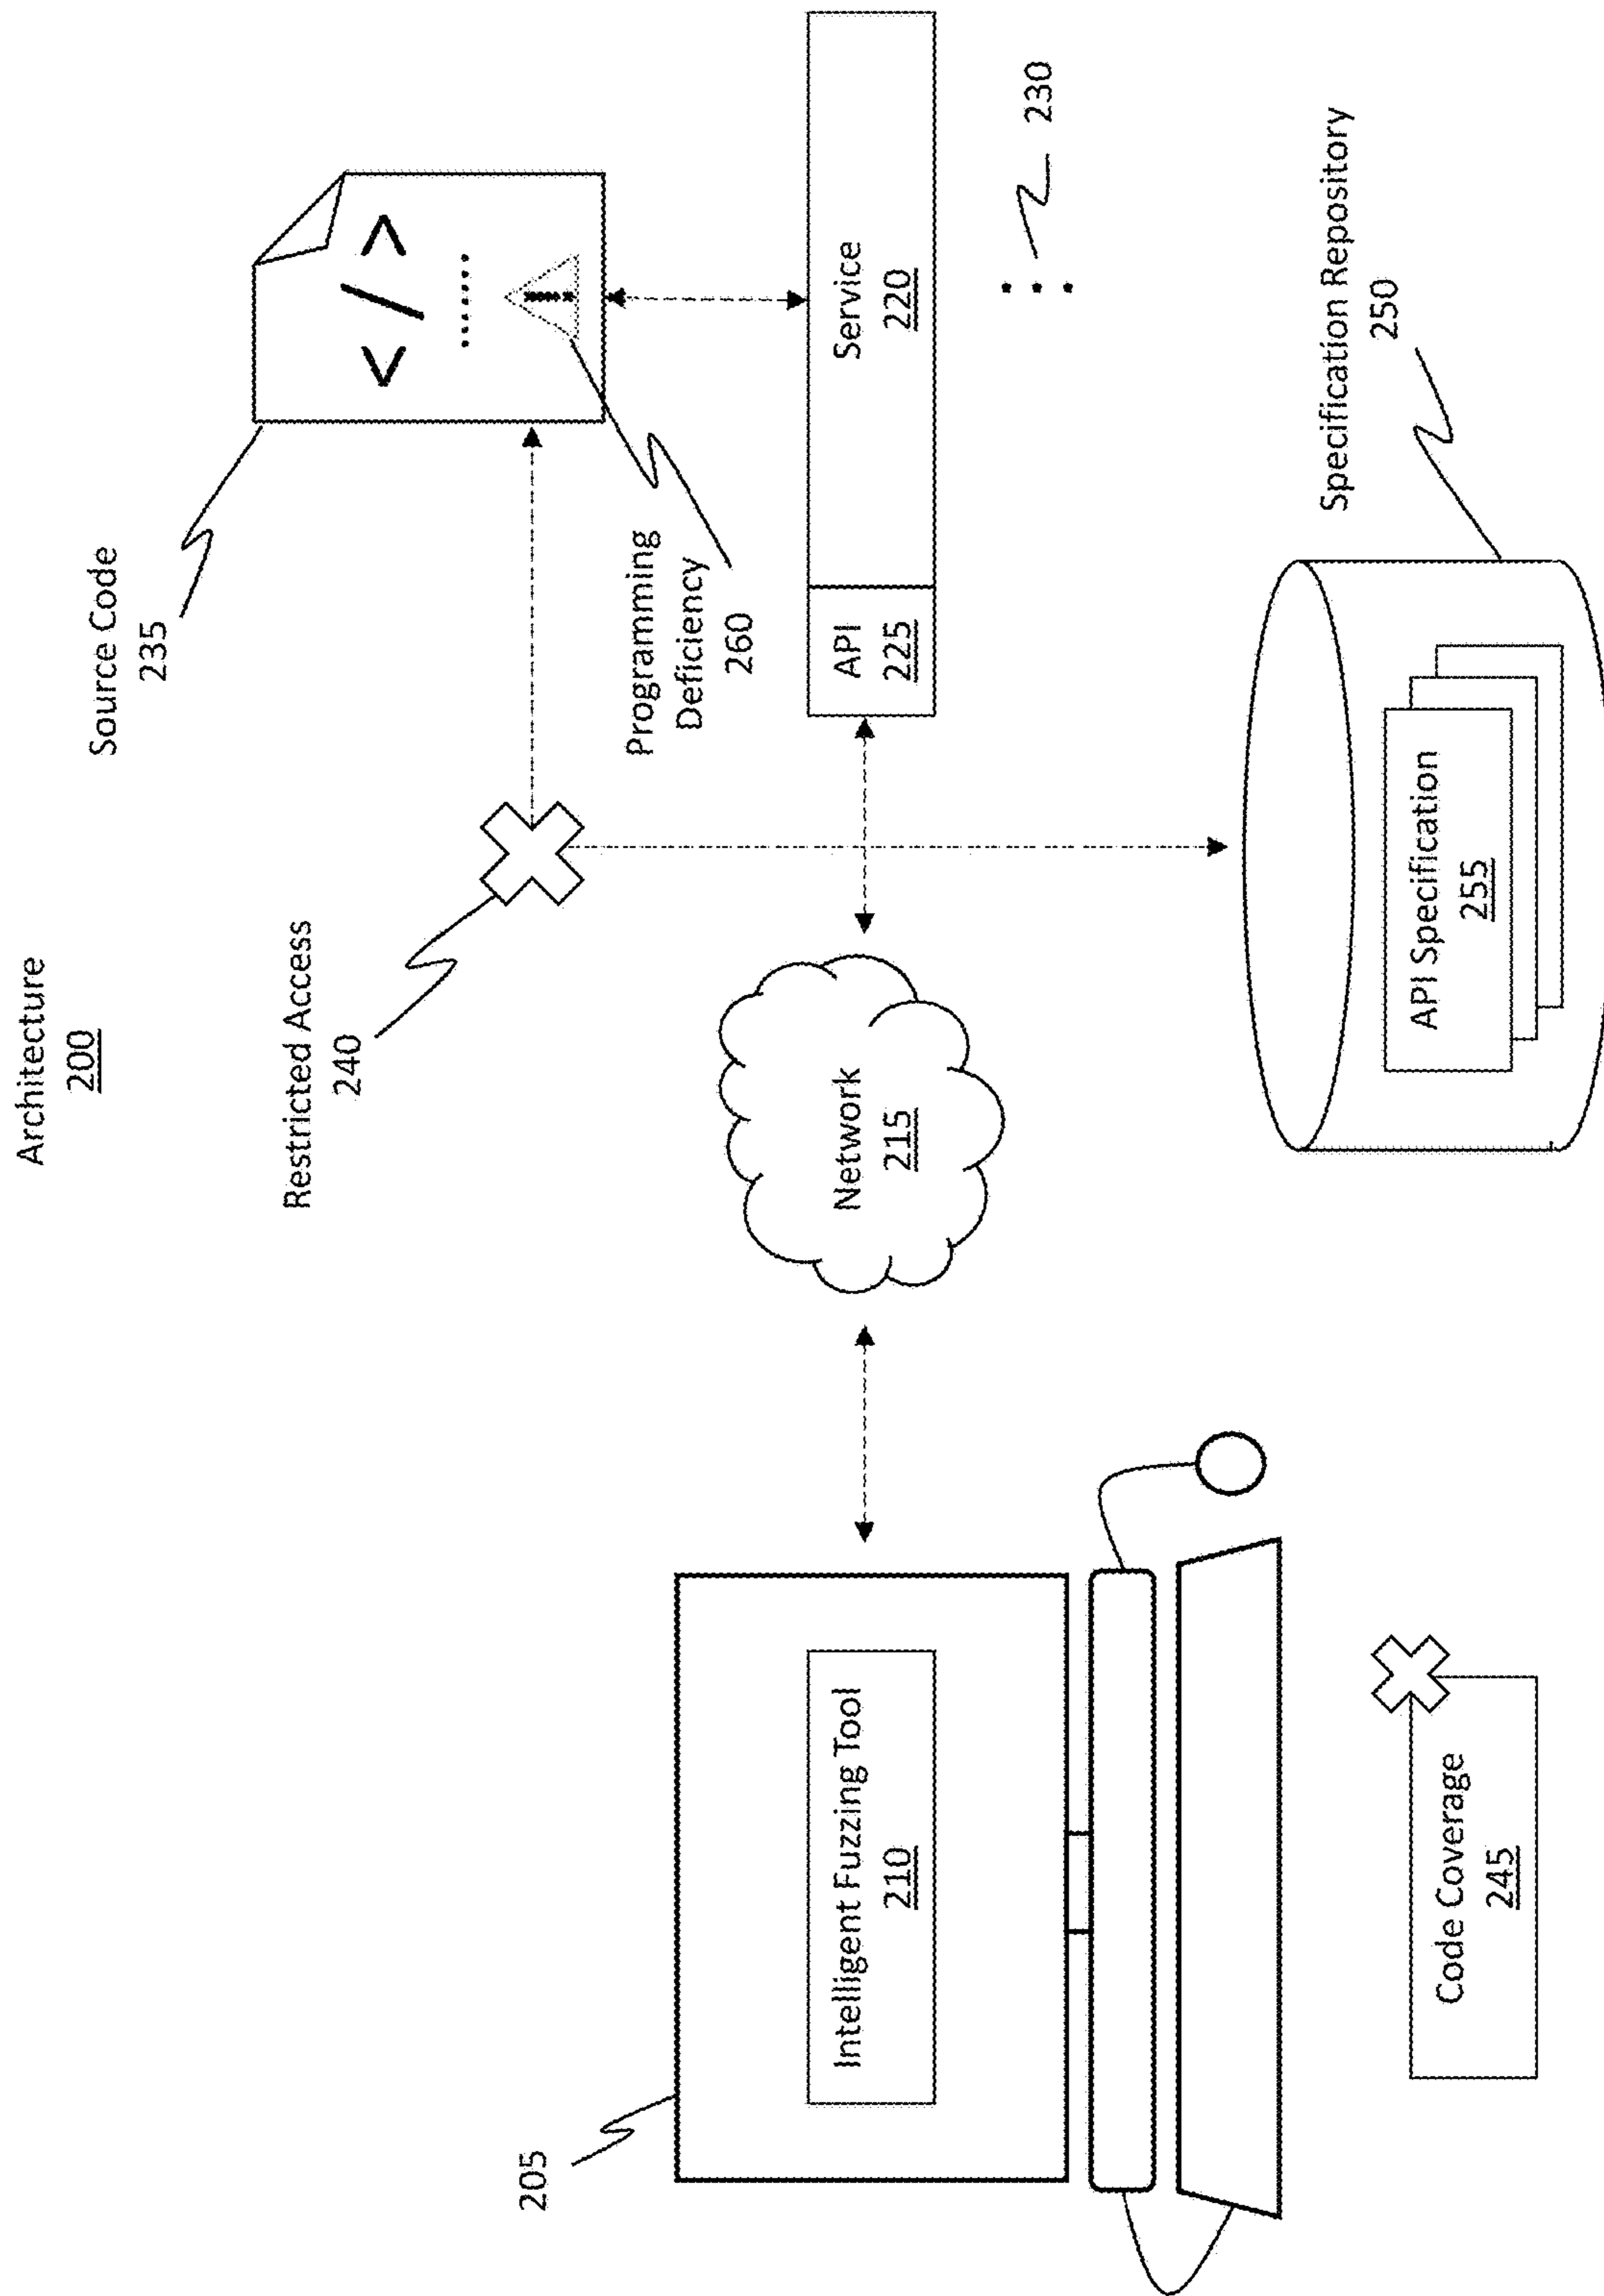 Architecture
200
Source Code
235
Restricted Access
240
< / >
......
!
Programming
Deficiency
260
205
Intelligent Fuzzing Tool
210
Network
215
API
225
Service
220
230
Code Coverage
245
Specification Repository
250
API Specification
255